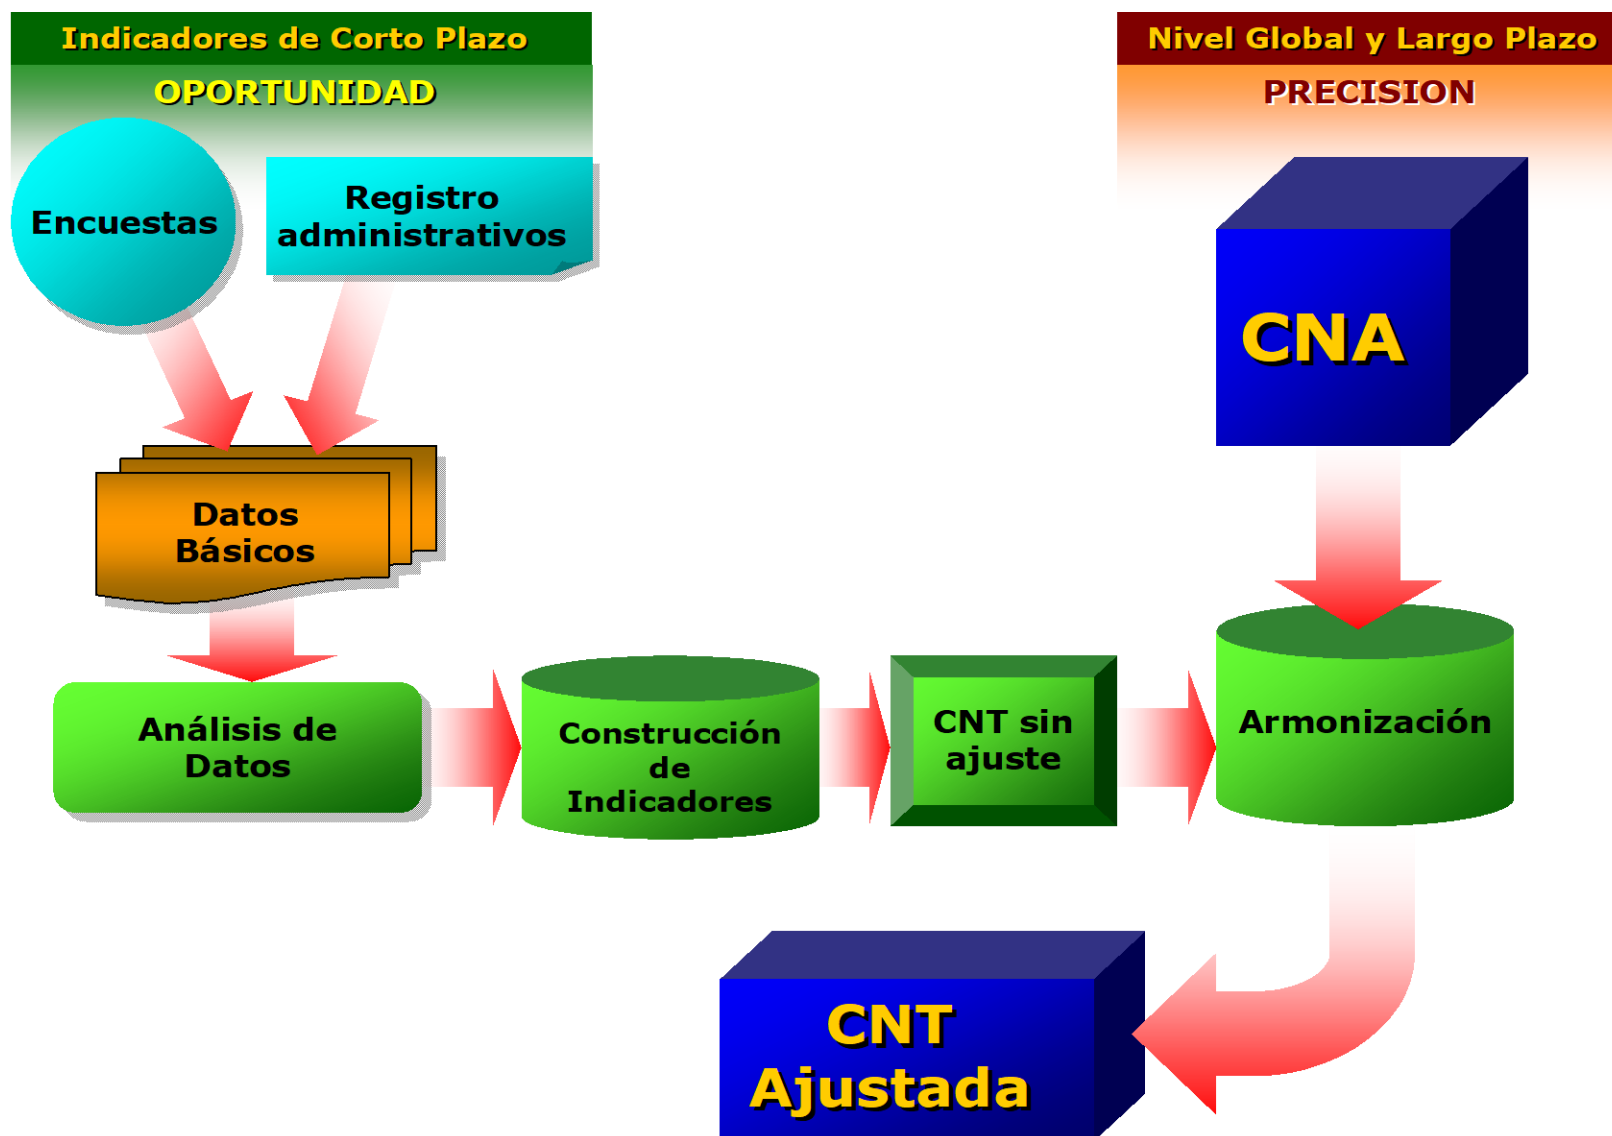 Indicadores de Corto Plazo
OPORTUNIDAD
Nivel Global y Largo Plazo
PRECISION
Encuestas
Registro
administrativos
CNA
Datos
Básicos
Análisis de
Datos
Construcción
de
Indicadores
CNT sin
ajuste
Armonización
CNT
Ajustada